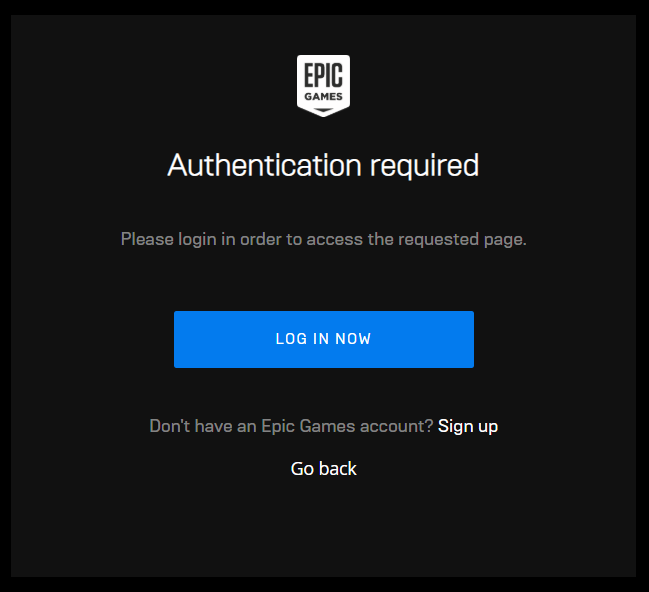 EPIC
GAMES
Authentication required
Please login in order to access the requested page.
LOG IN NOW
Don't have an Epic Games account? Sign up
Go back